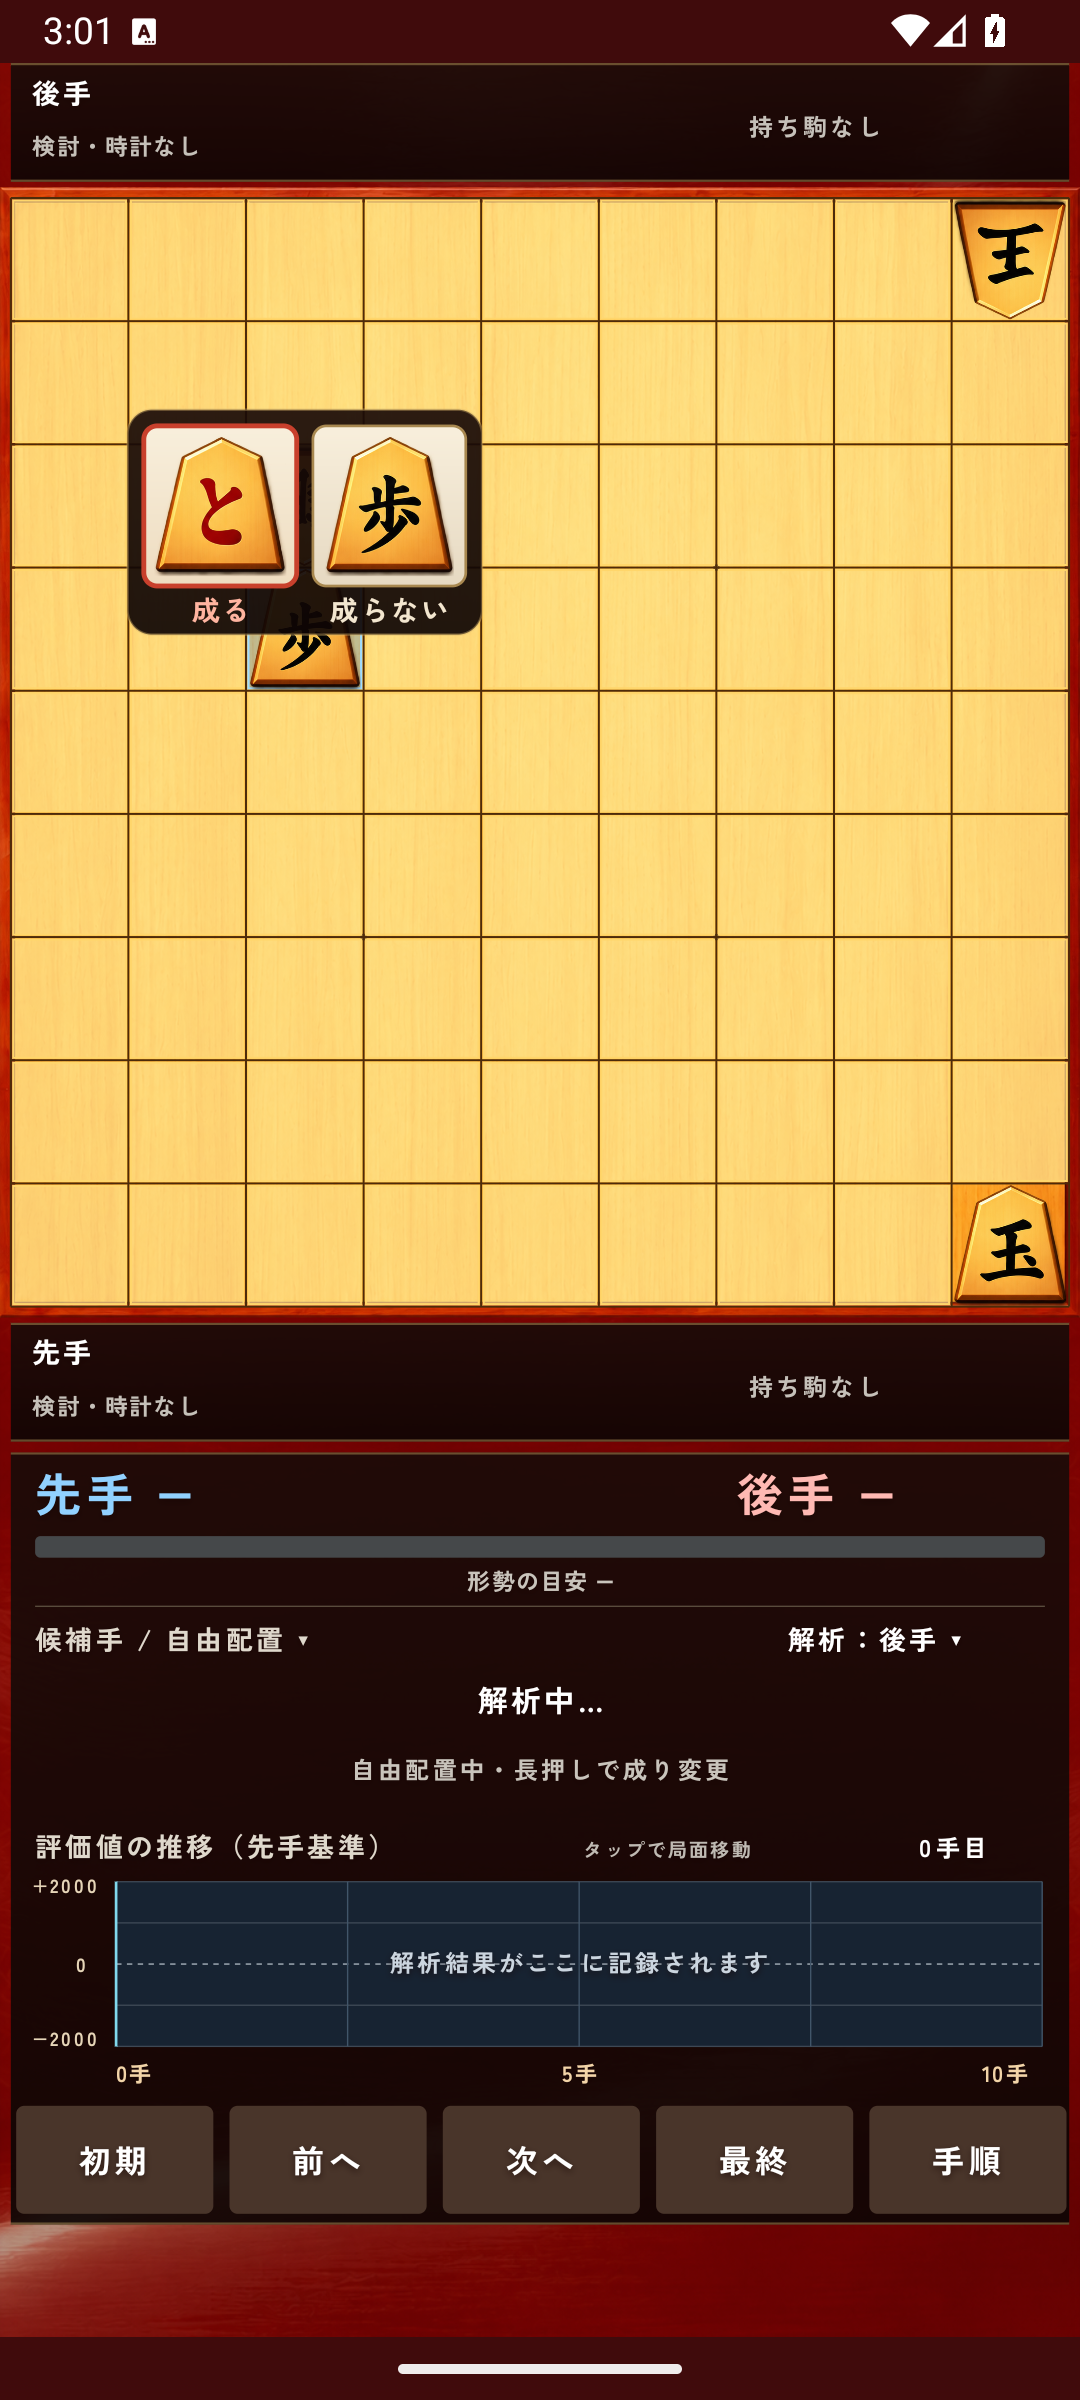 3:01
後手
検討・時計なし
持ち駒なし
王
と
歩
成る
成らない
歩
玉
先手
検討・時計なし
持ち駒なし
先手 —
後手 —
形勢の目安 —
候補手 / 自由配置 ▾
解析：後手 ▾
解析中…
自由配置中・長押しで成り変更
評価値の推移（先手基準）
タップで局面移動
0手目
+2000
0
−2000
解析結果がここに記録されます
0手
5手
10手
初期
前へ
次へ
最終
手順